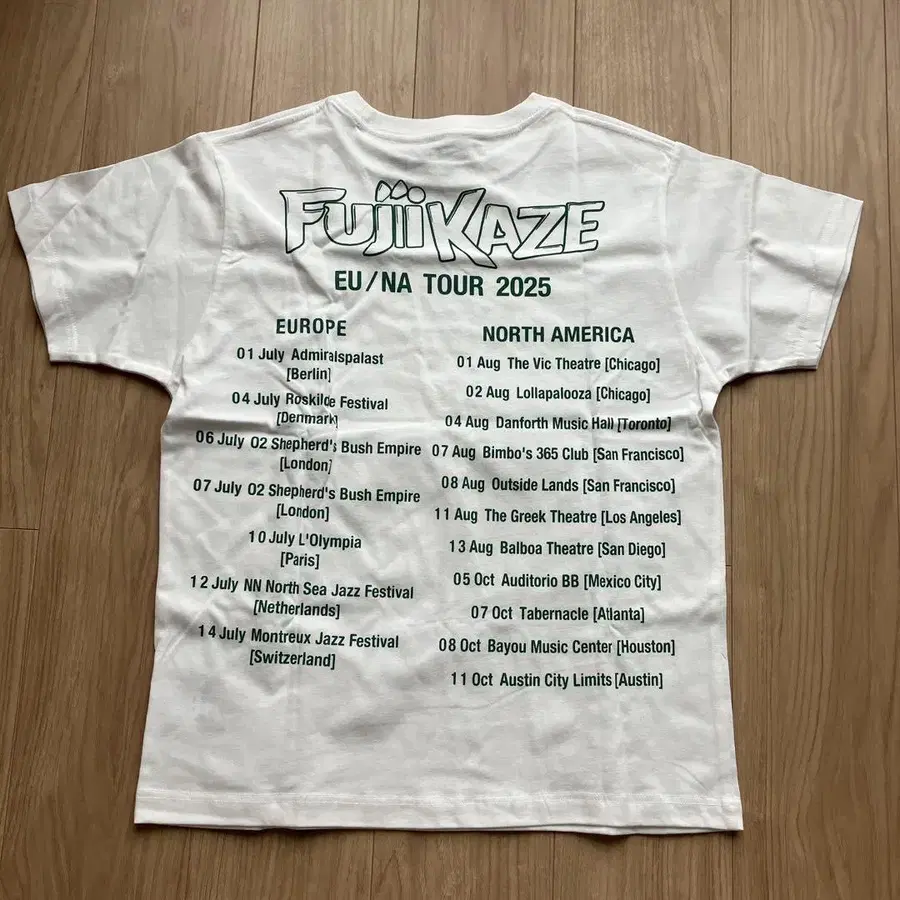 FUJII KAZE
EU/NA TOUR 2025
EUROPE
01 July Admiralspalast
[Berlin]
04 July Roskilde Festival
[Denmark]
06 July O2 Shepherd's Bush Empire
[London]
07 July O2 Shepherd's Bush Empire
[London]
10 July L'Olympia
[Paris]
12 July NN North Sea Jazz Festival
[Netherlands]
14 July Montreux Jazz Festival
[Switzerland]
NORTH AMERICA
01 Aug The Vic Theatre [Chicago]
02 Aug Lollapalooza [Chicago]
04 Aug Danforth Music Hall [Toronto]
07 Aug Bimbo's 365 Club [San Francisco]
08 Aug Outside Lands [San Francisco]
11 Aug The Greek Theatre [Los Angeles]
13 Aug Balboa Theatre [San Diego]
05 Oct Auditorio BB [Mexico City]
07 Oct Tabernacle [Atlanta]
08 Oct Bayou Music Center [Houston]
11 Oct Austin City Limits [Austin]